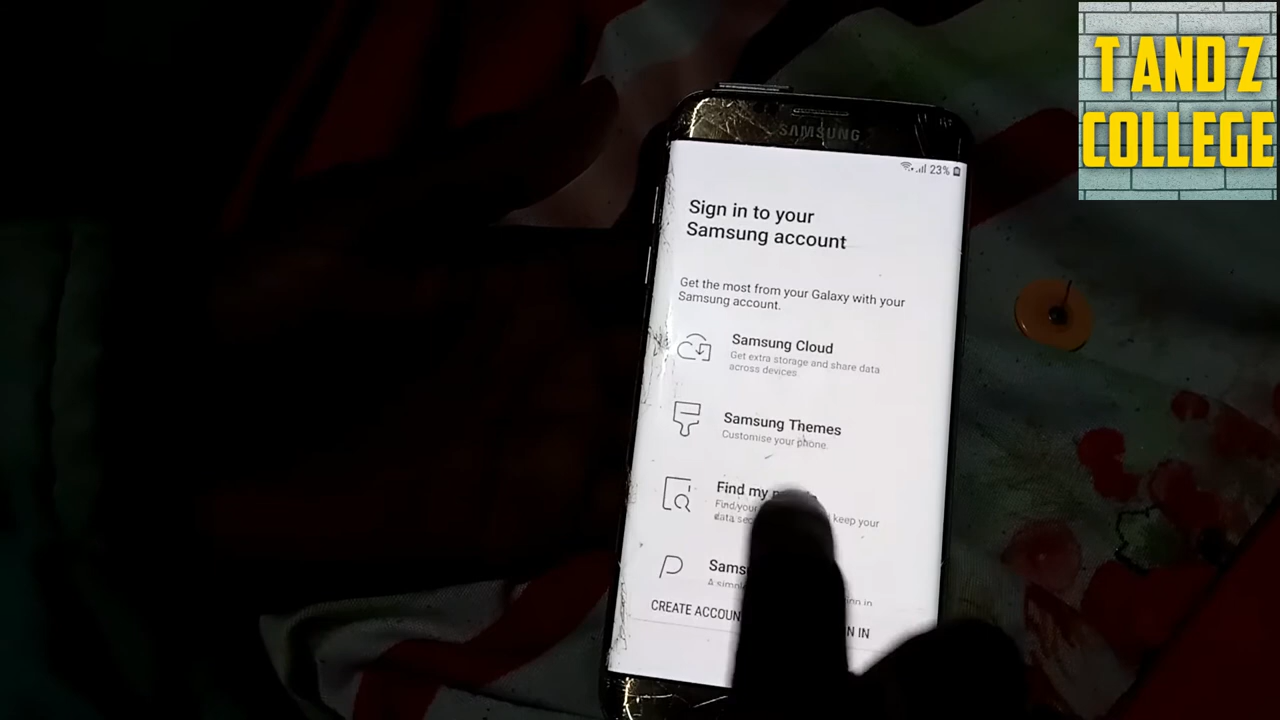 T AND Z
COLLEGE
SAMSUNG
23%
Sign in to your
Samsung account
Get the most from your Galaxy with your
Samsung account.
Samsung Cloud
Get extra storage and share data
across devices.
Samsung Themes
Customise your phone.
Find my
Find your keep your
data
CREATE IN